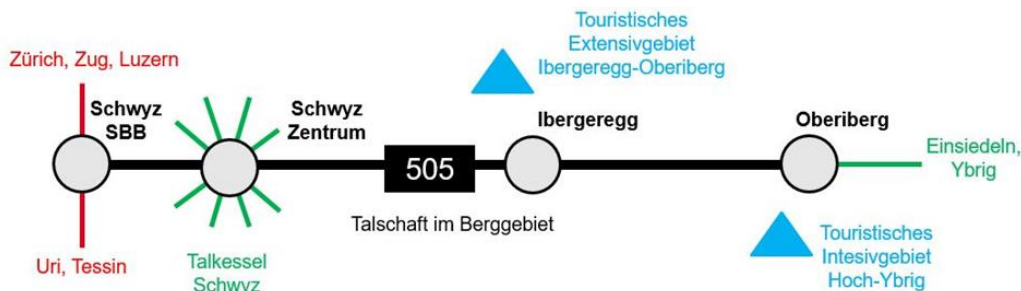 Touristisches
Extensivgebiet
Ibergeregg-Oberiberg
Zürich, Zug, Luzern
Schwyz
SBB
Schwyz
Zentrum
Ibergeregg
Oberiberg
505
Einsiedeln,
Ybrig
Talschaft im Berggebiet
Uri, Tessin
Talkessel
Schwyz
Touristisches
Intesivgebiet
Hoch-Ybrig